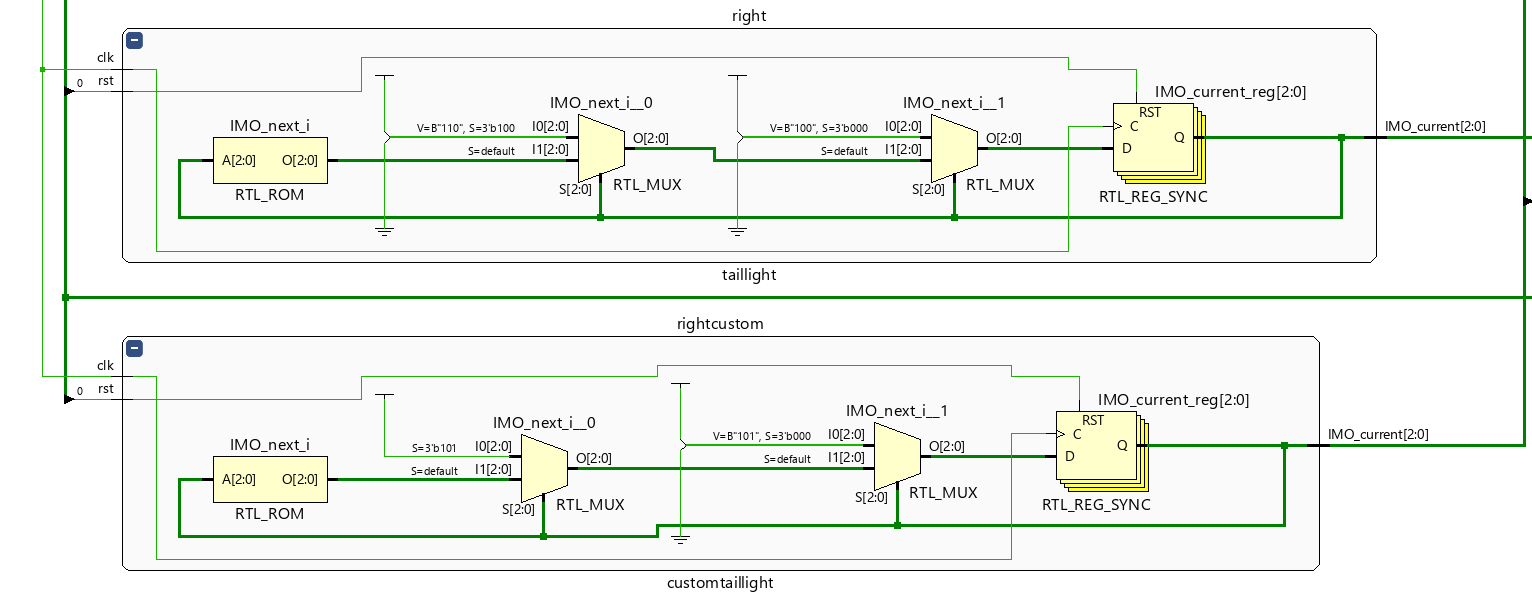 right
clk
0 rst
IMO_next_i
A[2:0] O[2:0]
RTL_ROM
V=B"110", S=3'b100
S=default
IMO_next_i__0
I0[2:0]
I1[2:0]
O[2:0]
S[2:0]
RTL_MUX
V=B"100", S=3'b000
S=default
IMO_next_i__1
I0[2:0]
I1[2:0]
O[2:0]
S[2:0]
RTL_MUX
IMO_current_reg[2:0]
RST
C
Q
D
RTL_REG_SYNC
IMO_current[2:0]
taillight
rightcustom
clk
0 rst
IMO_next_i
A[2:0] O[2:0]
RTL_ROM
S=3'b101
S=default
IMO_next_i__0
I0[2:0]
I1[2:0]
O[2:0]
S[2:0]
RTL_MUX
V=B"101", S=3'b000
S=default
IMO_next_i__1
I0[2:0]
I1[2:0]
O[2:0]
S[2:0]
RTL_MUX
IMO_current_reg[2:0]
RST
C
Q
D
RTL_REG_SYNC
IMO_current[2:0]
customtaillight